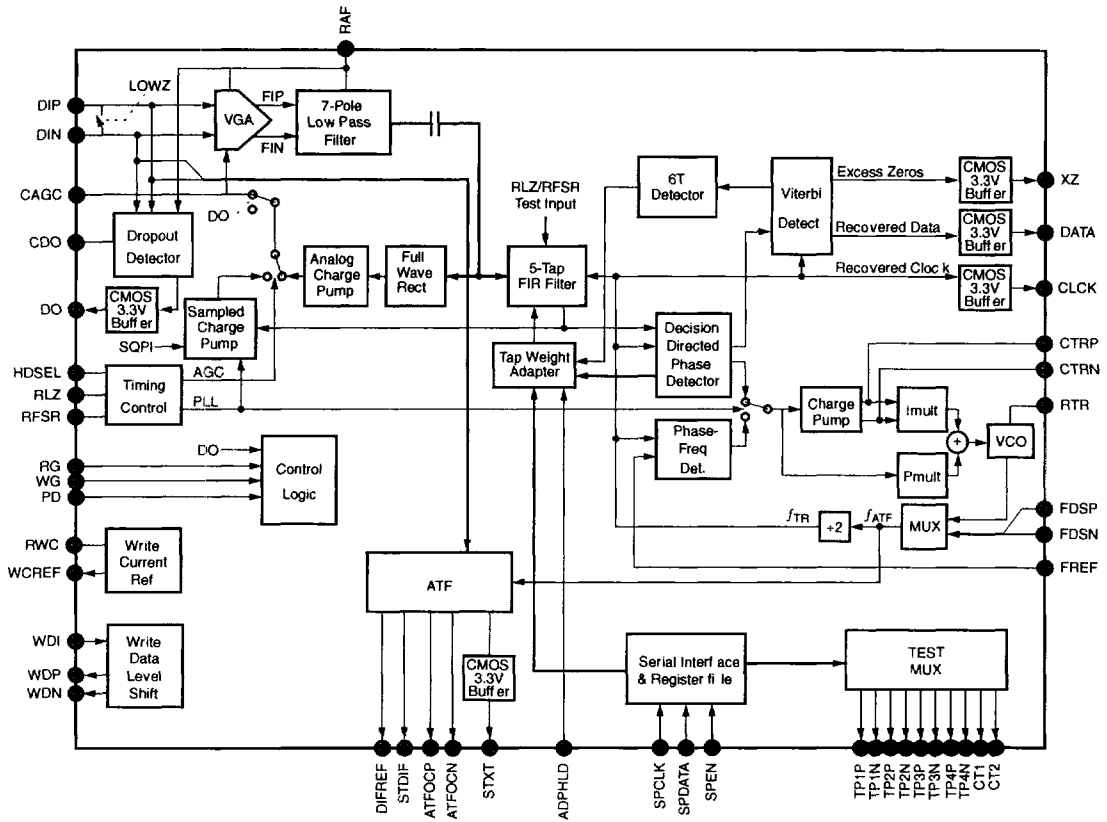 RAF
LOWZ
DIP
DIN
CAGC
CDO
DO
HDSEL
RLZ
RFSR
RG
WG
PD
RWC
WCREF
WDI
WDP
WDN
VGA
FIP
FIN
7-Pole
Low Pass
Filter
DO
Dropout
Detector
CMOS
3.3V
Buffer
Sampled
Charge
Pump
SQPI
Analog
Charge
Pump
Full
Wave
Rect
RLZ/RFSR
Test Input
5-Tap
FIR Filter
6T
Detector
Viterbi
Detect
Excess Zeros
CMOS
3.3V
Buffer
XZ
Recovered Data
CMOS
3.3V
Buffer
DATA
Recovered Clock
CMOS
3.3V
Buffer
CLCK
Timing
Control
AGC
PLL
Tap Weight
Adapter
Decision
Directed
Phase
Detector
Phase-
Freq
Det.
Charge
Pump
Imult
Pmult
+
VCO
CTRP
CTRN
RTR
DO
Control
Logic
fTR
÷2
fATF
MUX
FDSP
FDSN
FREF
Write
Current
Ref
ATF
Write
Data
Level
Shift
CMOS
3.3V
Buffer
Serial Interface
& Register file
TEST
MUX
DIFREF
STDIF
ATFOCP
ATFOCN
STXT
ADPHLD
SPCLK
SPDATA
SPEN
TP1P
TP1N
TP2P
TP2N
TP3P
TP3N
TP4P
TP4N
CT1
CT2